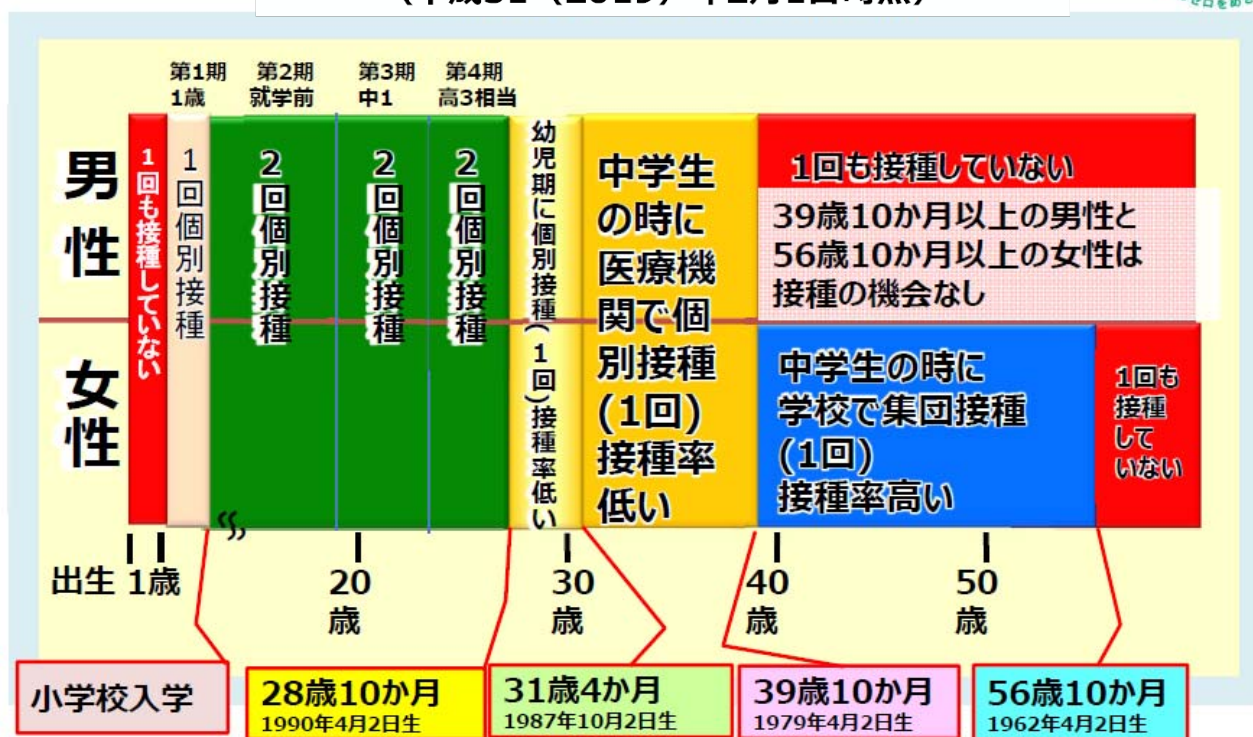 (平成31(2019)年2月1日時点)
第1期
1歳
第2期
就学前
第3期
中1
第4期
高3相当
男性
女性
1回も接種していない
1回個別接種
2回個別接種
2回個別接種
2回個別接種
幼児期に個別接種(1回)接種率低い
中学生
の時に
医療機
関で個
別接種
(1回)
接種率
低い
1回も接種していない
39歳10か月以上の男性と
56歳10か月以上の女性は
接種の機会なし
中学生の時に
学校で集団接種
(1回)
接種率高い
1回も
接種
して
いない
出生
1歳
20
歳
30
歳
40
歳
50
歳
小学校入学
28歳10か月
1990年4月2日生
31歳4か月
1987年10月2日生
39歳10か月
1979年4月2日生
56歳10か月
1962年4月2日生